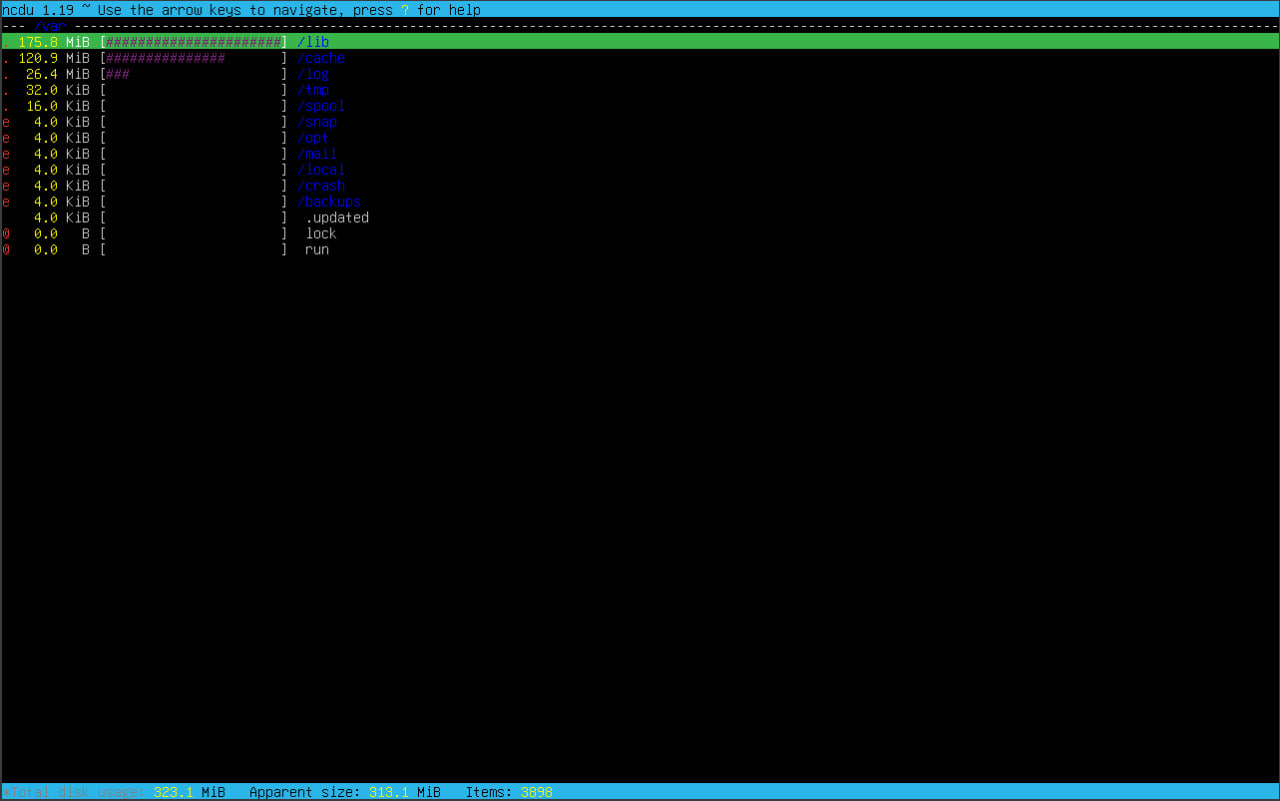 ncdu 1.19 ~ Use the arrow keys to navigate, press ? for help
--- /var ------------------------------------------------------------------------------------------------------------------------------------------------------
. 175.8 MiB [######################] /lib
. 120.9 MiB [###############       ] /cache
.  26.4 MiB [###                   ] /log
.  32.0 KiB [                      ] /tmp
.  16.0 KiB [                      ] /spool
e   4.0 KiB [                      ] /snap
e   4.0 KiB [                      ] /opt
e   4.0 KiB [                      ] /mail
e   4.0 KiB [                      ] /local
e   4.0 KiB [                      ] /crash
e   4.0 KiB [                      ] /backups
    4.0 KiB [                      ]  .updated
@   0.0   B [                      ]  lock
@   0.0   B [                      ]  run
*Total disk usage: 323.1 MiB   Apparent size: 313.1 MiB   Items: 3898